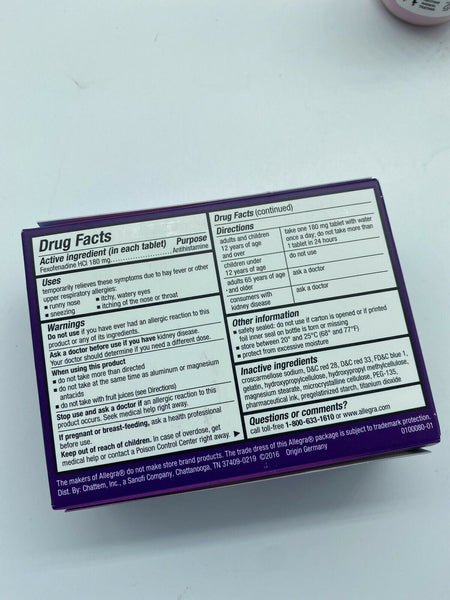 Drug Facts
Active ingredient (in each tablet) Purpose
Fexofenadine HCl 180 mg.....................Antihistamine
Uses
temporarily relieves these symptoms due to hay fever or other
upper respiratory allergies:
■ runny nose ■ itchy, watery eyes
■ sneezing ■ itching of the nose or throat
Warnings
Do not use if you have ever had an allergic reaction to this
product or any of its ingredients.
Ask a doctor before use if you have kidney disease.
Your doctor should determine if you need a different dose.
When using this product
■ do not take more than directed
■ do not take at the same time as aluminum or magnesium
antacids
■ do not take with fruit juices (see Directions)
Stop use and ask a doctor if an allergic reaction to this
product occurs. Seek medical help right away.
If pregnant or breast-feeding, ask a health professional
before use.
Keep out of reach of children. In case of overdose, get
medical help or contact a Poison Control Center right away.
Drug Facts (continued)
Directions
adults and children
12 years of age
and over
take one 180 mg tablet with water
once a day; do not take more than
1 tablet in 24 hours
children under
12 years of age
do not use
adults 65 years of age
and older
ask a doctor
consumers with
kidney disease
ask a doctor
Other information
■ safety sealed: do not use if carton is opened or if printed
foil inner seal on bottle is torn or missing
■ store between 20° and 25°C (68° and 77°F)
■ protect from excessive moisture
Inactive ingredients
croscarmellose sodium, D&C red 28, D&C red 33, FD&C blue 1,
gelatin, hydroxypropylcellulose, hydroxypropyl methylcellulose,
magnesium stearate, microcrystalline cellulose, PEG-135,
pharmaceutical ink, pregelatinized starch, titanium dioxide
Questions or comments?
call toll-free 1-800-633-1610 or www.allegra.com
The makers of Allegra® do not make store brand products. The trade dress of this Allegra® package is subject to trademark protection.
Dist. By: Chattem, Inc., a Sanofi Company, Chattanooga, TN 37409-0219 ©2016 Origin Germany
0100080-01